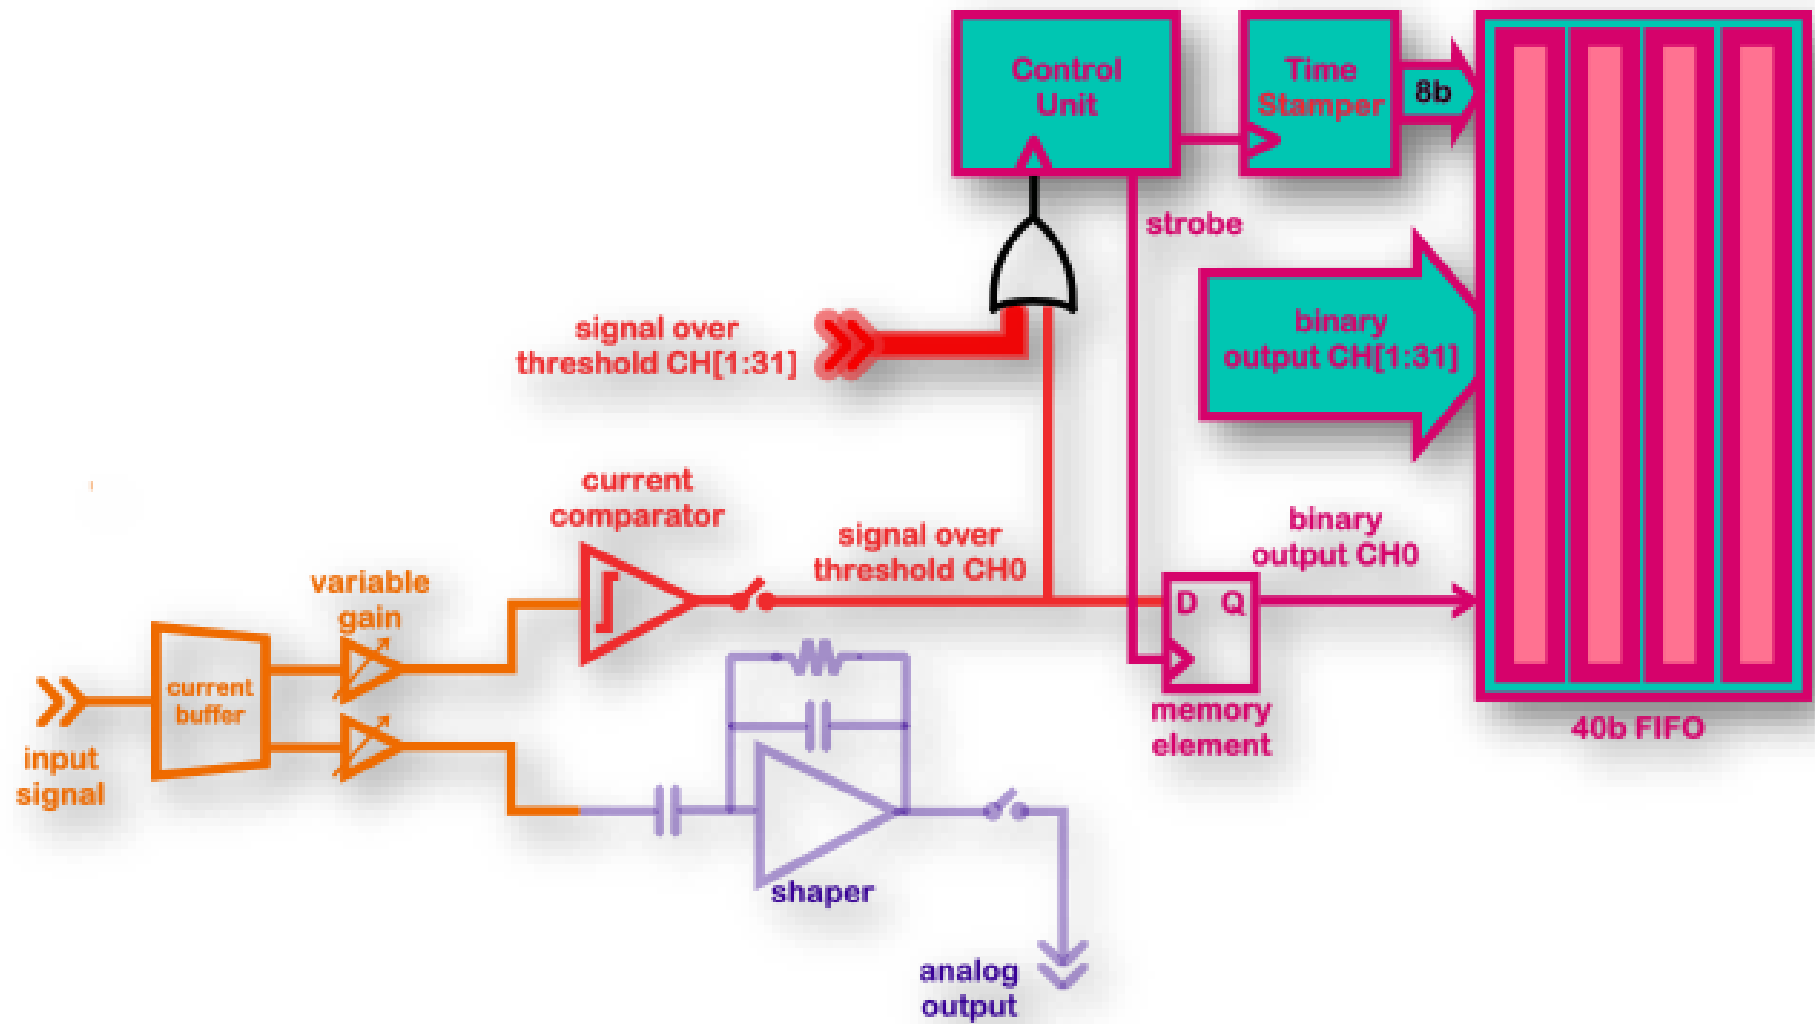 Control
Unit
Time
Stamper
8b
strobe
signal over
threshold CH[1:31]
binary
output CH[1:31]
current
comparator
signal over
threshold CH0
binary
output CH0
variable
gain
D Q
current
buffer
input
signal
memory
element
40b FIFO
shaper
analog
output